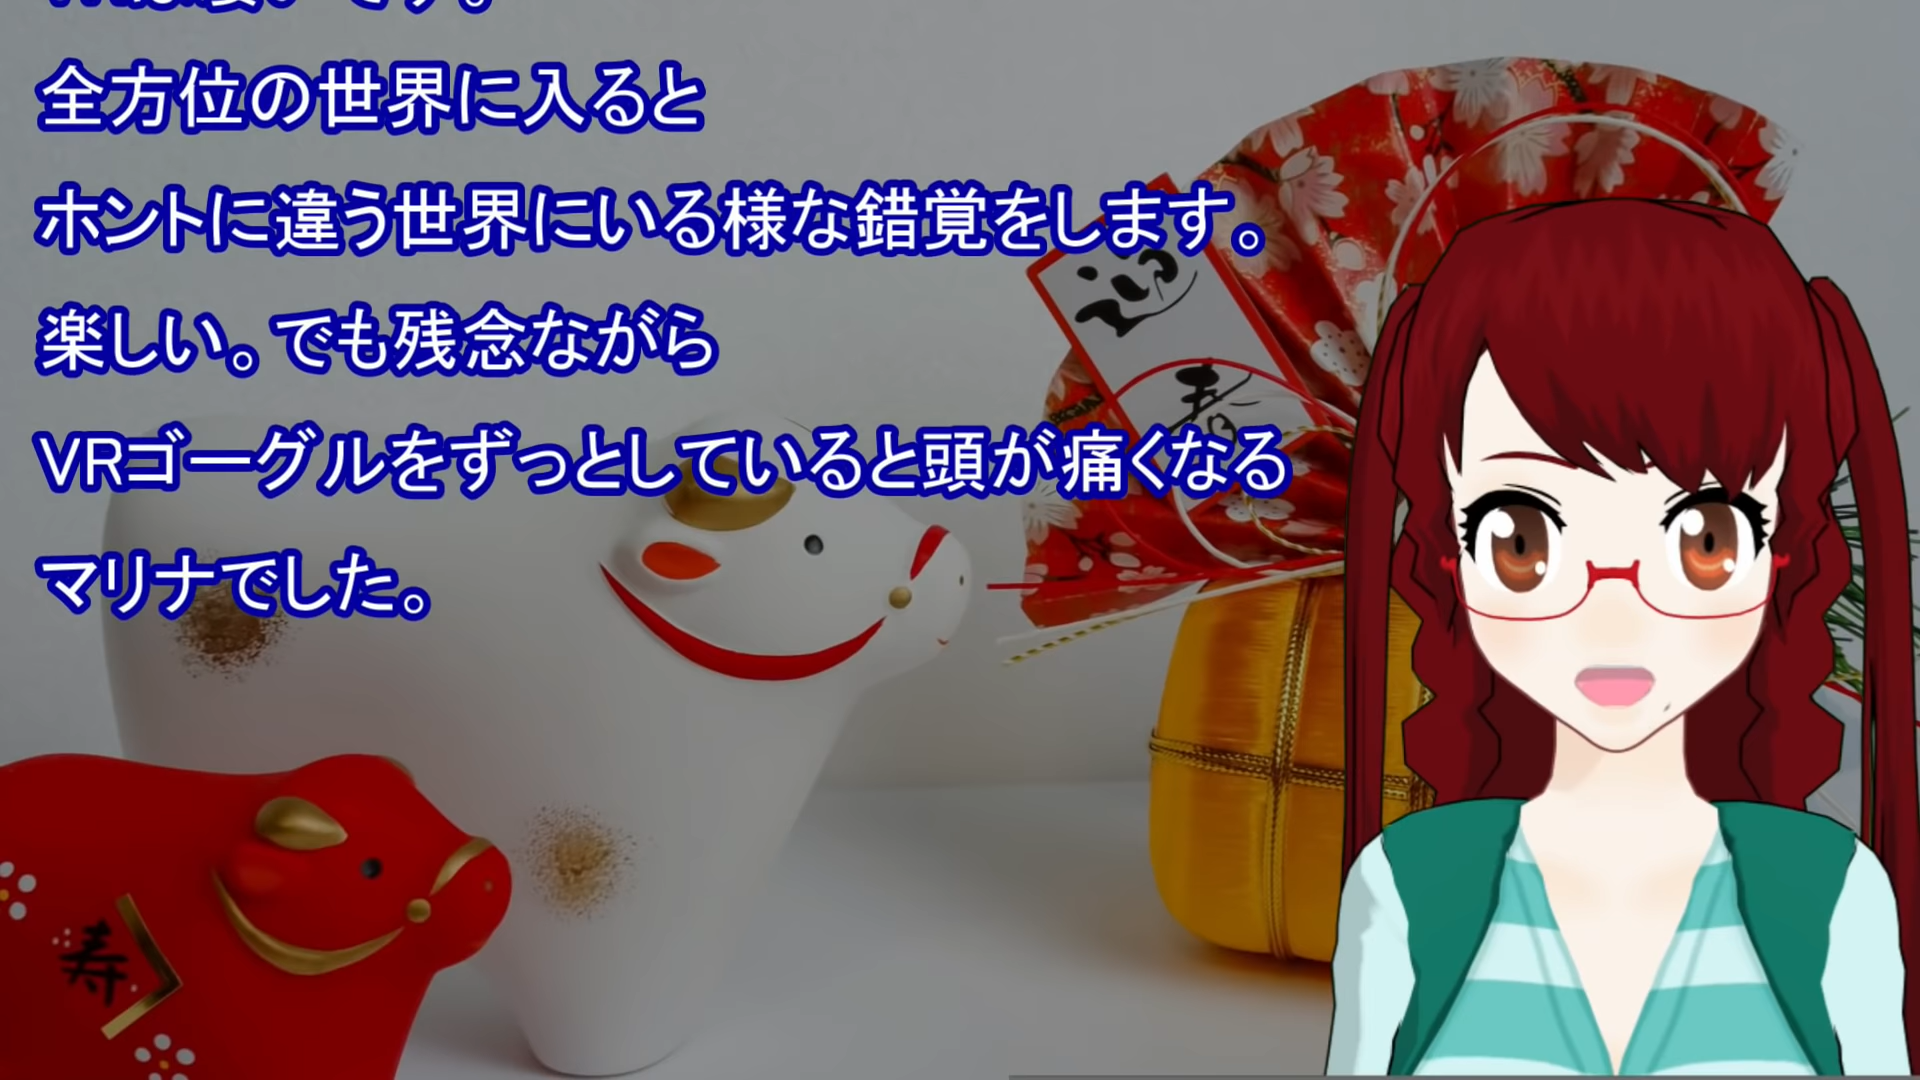 全方位の世界に入ると
ホントに違う世界にいる様な錯覚をします。
楽しい。でも残念ながら
VRゴーグルをずっとしていると頭が痛くなる
マリナでした。
迎
春
寿